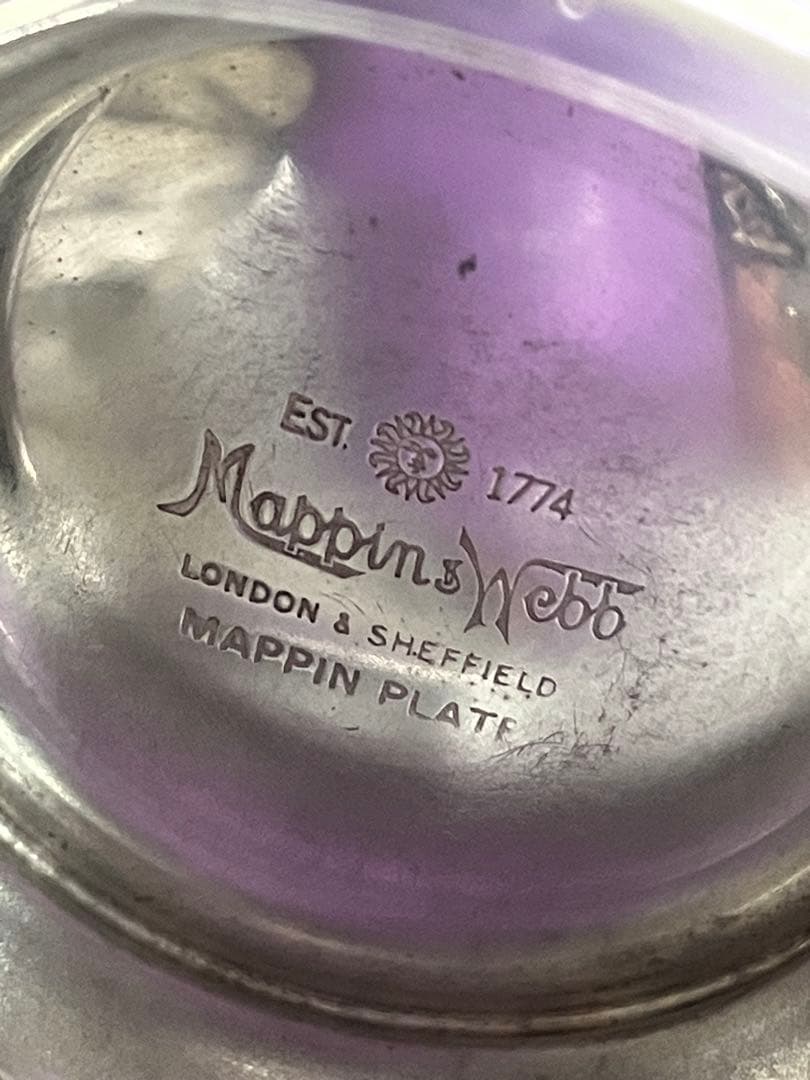 EST. 1774
Mappin & Webb
LONDON & SHEFFIELD
MAPPIN PLATE